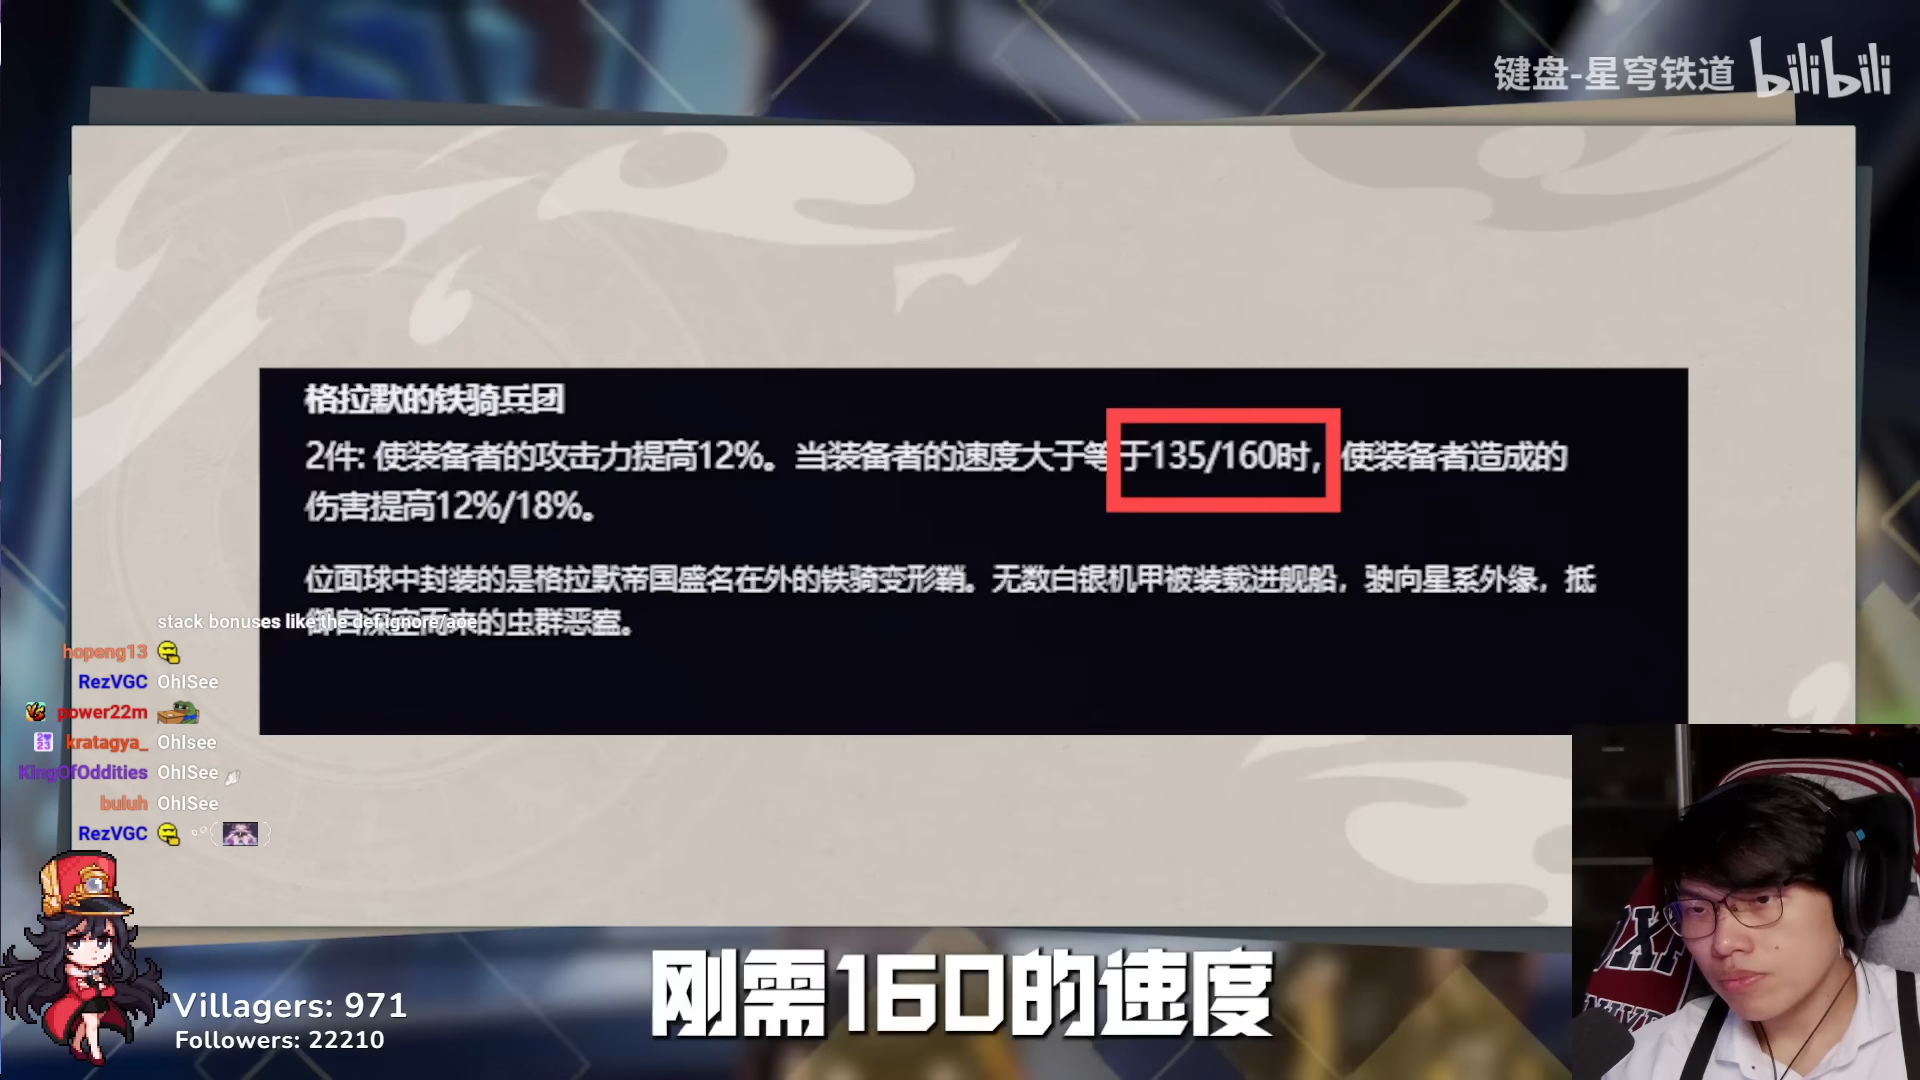 键盘-星穹铁道 bilibili
格拉默的铁骑兵团
2件: 使装备者的攻击力提高12%。当装备者的速度大于等于135/160时，使装备者造成的
伤害提高12%/18%。
位面球中封装的是格拉默帝国盛名在外的铁骑变形鞘。无数白银机甲被装载进舰船，驶向星系外缘，抵
御自深空而来的虫群恶蠹。
stack bonuses like the def ignore/aoe
hopeng13
RezVGC OhISee
power22m
kratagya_ OhIsee
KingOfOddities OhISee
buluh OhISee
RezVGC
Villagers: 971
Followers: 22210
刚需160的速度